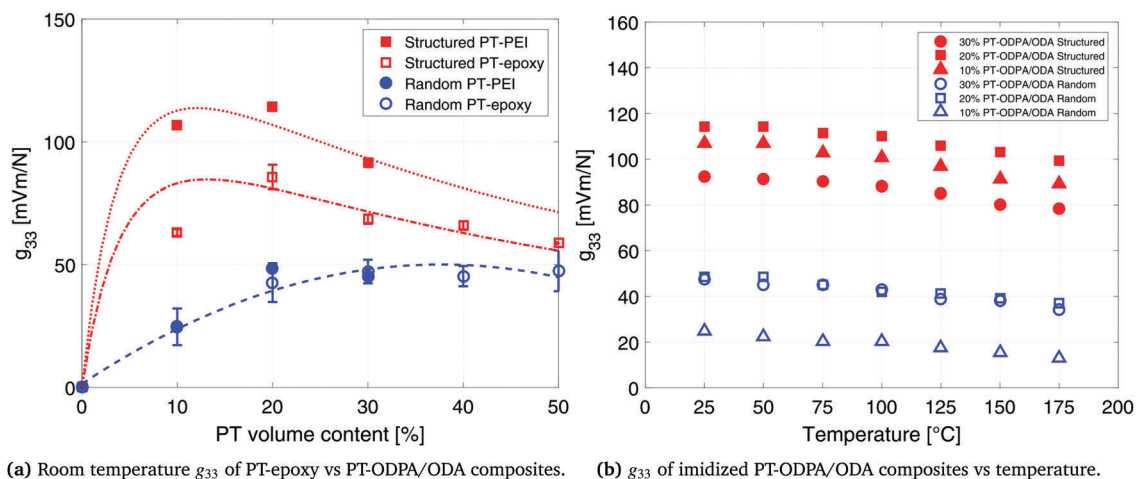 150
100
50
0
g33 [mVm/N]
0 10 20 30 40 50
PT volume content [%]
Structured PT-PEI
Structured PT-epoxy
Random PT-PEI
Random PT-epoxy
(a) Room temperature g33 of PT-epoxy vs PT-ODPA/ODA composites.
160
140
120
100
80
60
40
20
0
g33 [mVm/N]
0 25 50 75 100 125 150 175 200
Temperature [°C]
30% PT-ODPA/ODA Structured
20% PT-ODPA/ODA Structured
10% PT-ODPA/ODA Structured
30% PT-ODPA/ODA Random
20% PT-ODPA/ODA Random
10% PT-ODPA/ODA Random
(b) g33 of imidized PT-ODPA/ODA composites vs temperature.